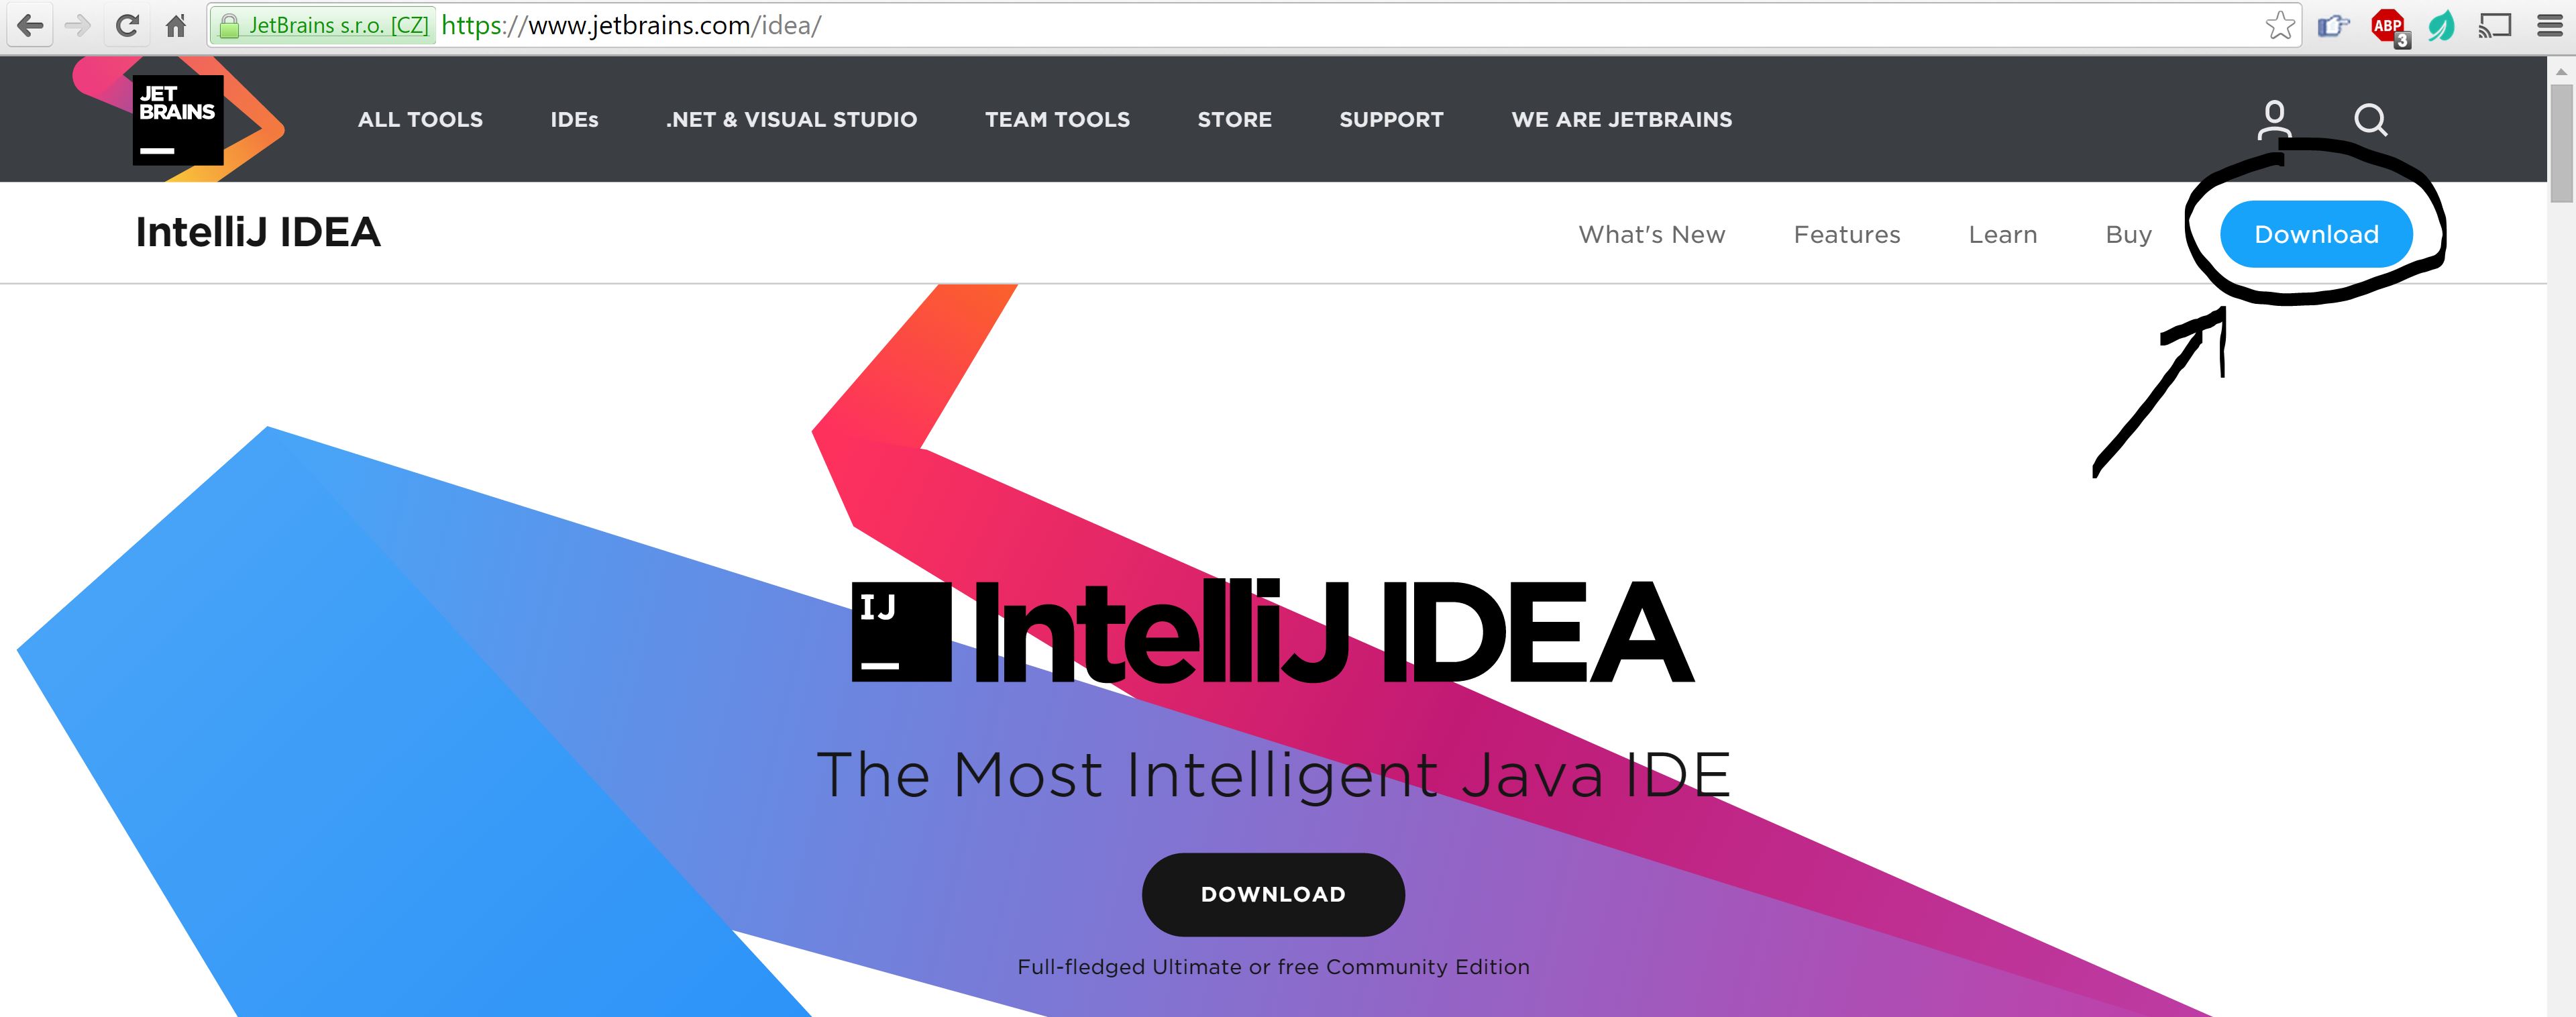 JetBrains s.r.o. [CZ] https://www.jetbrains.com/idea/
ABP
3
JET
BRAINS
ALL TOOLS IDEs .NET & VISUAL STUDIO TEAM TOOLS STORE SUPPORT WE ARE JETBRAINS
IntelliJ IDEA What's New Features Learn Buy Download
IJ
IntelliJ IDEA
The Most Intelligent Java IDE
DOWNLOAD
Full-fledged Ultimate or free Community Edition